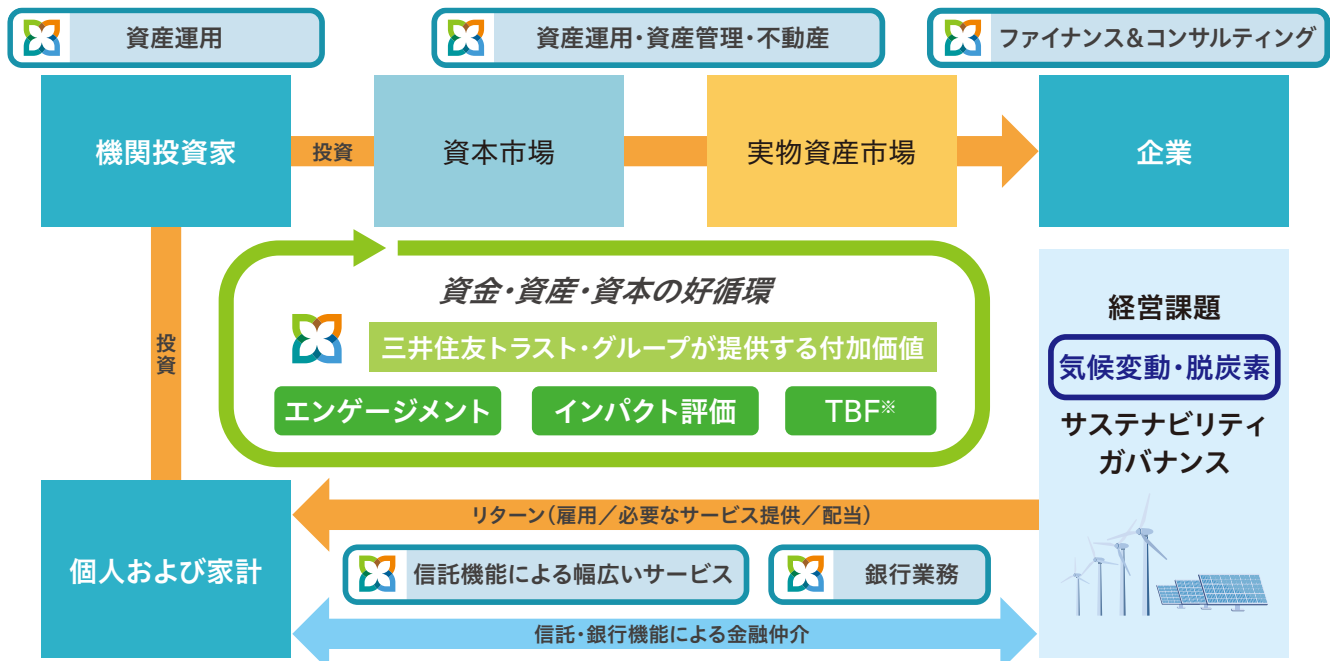 資産運用
資産運用・資産管理・不動産
ファイナンス&コンサルティング
機関投資家
投資
資本市場
実物資産市場
企業
投資
資金・資産・資本の好循環
三井住友トラスト・グループが提供する付加価値
エンゲージメント
インパクト評価
TBF※
経営課題
気候変動・脱炭素
サステナビリティ
ガバナンス
個人および家計
リターン(雇用/必要なサービス提供/配当)
信託機能による幅広いサービス
銀行業務
信託・銀行機能による金融仲介